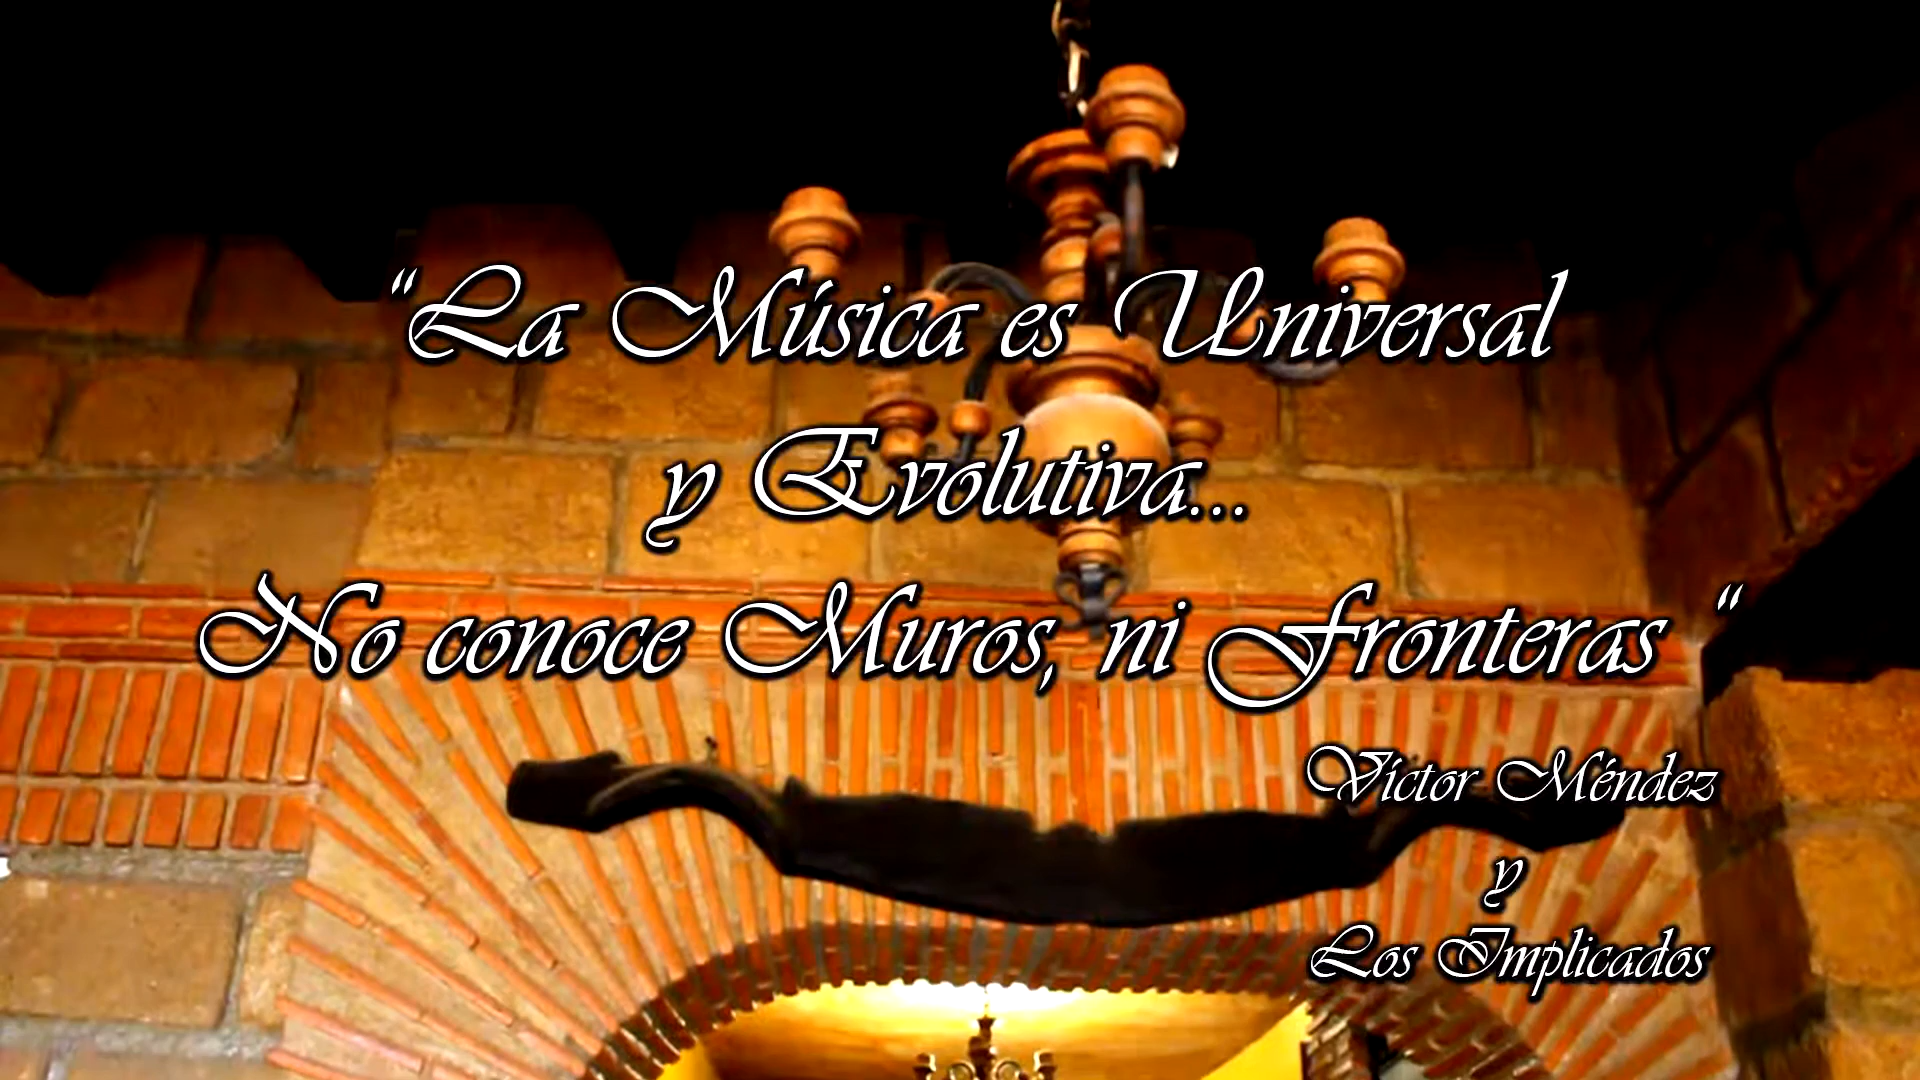 “La Música es Universal
y Evolutiva...
No conoce Muros, ni Fronteras “
Víctor Méndez
y
Los Implicados